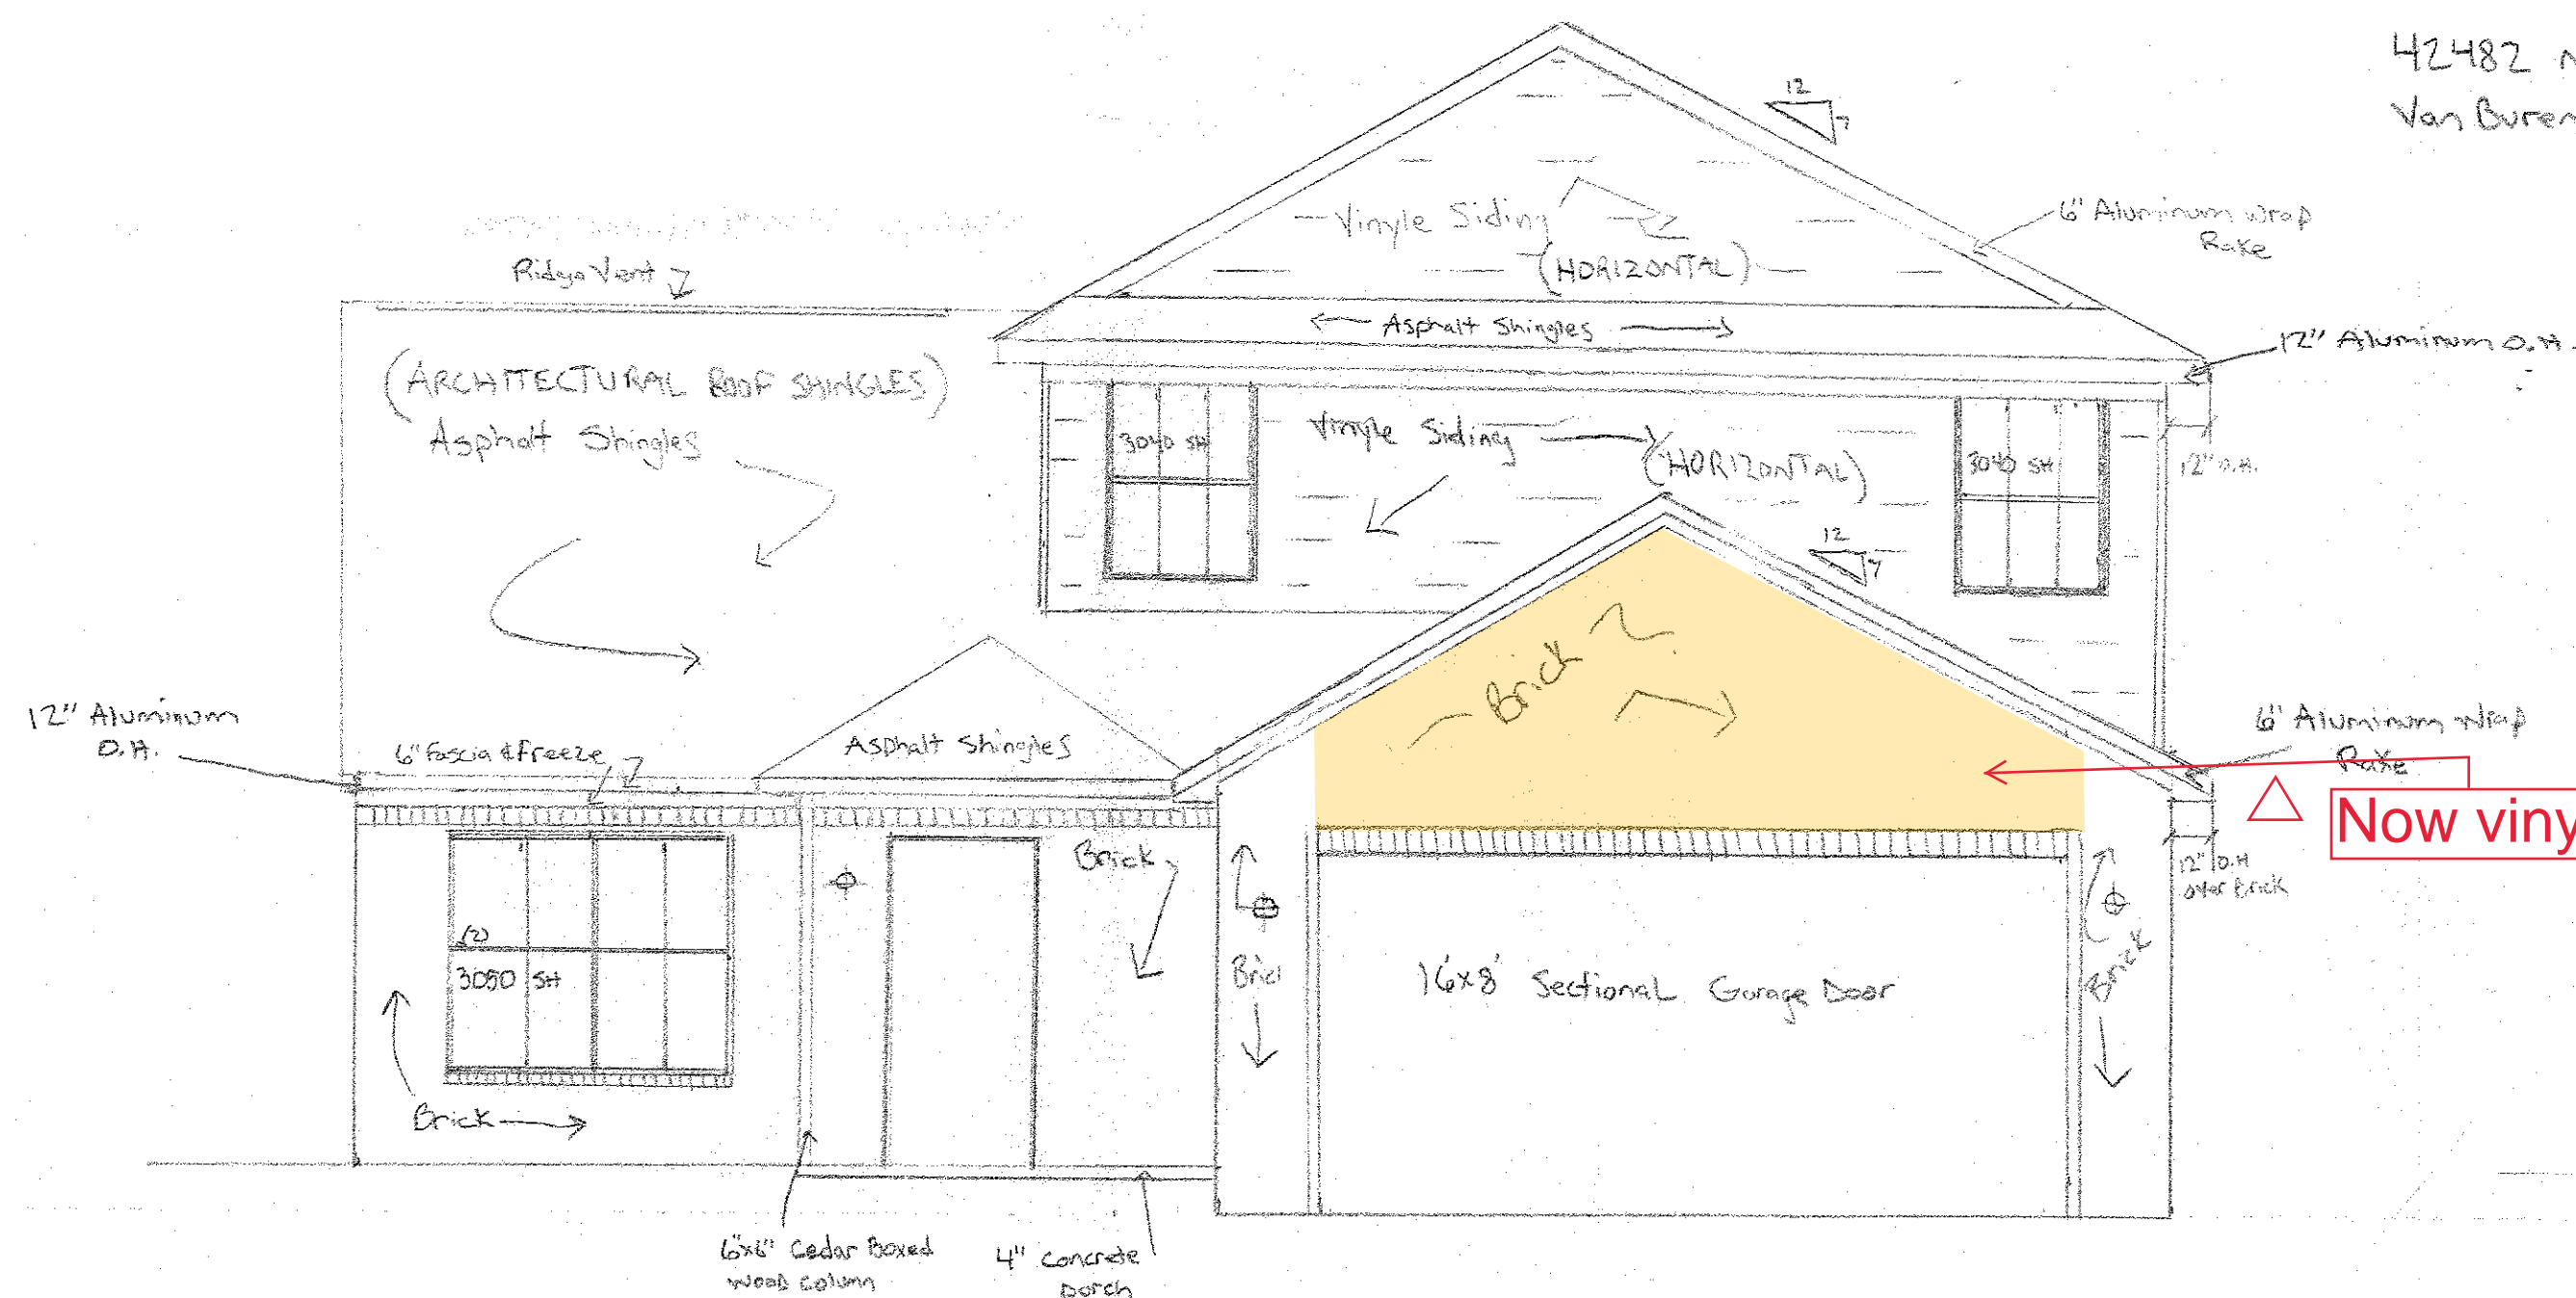 42482
Van Buren
12
7
6" Aluminum wrap
Rake
Vinyle Siding
(HORIZONTAL)
Ridge Vent
← Asphalt Shingles →
12" Aluminum O.H.
(ARCHITECTURAL ROOF SHINGLES)
Asphalt Shingles
3040 SH
Vinyle Siding
(HORIZONTAL)
3040 SH
12" O.H.
12
7
Brick
12" Aluminum
O.H.
6" Fascia & Freeze
Asphalt Shingles
6" Aluminum Wrap
Rake
Now viny
12" O.H
over Brick
Brick
(2)
3050 SH
Brick
Bric
16'x8' Sectional Garage Door
Brick
6"x6" Cedar Boxed
Wood Column
4" Concrete
Porch